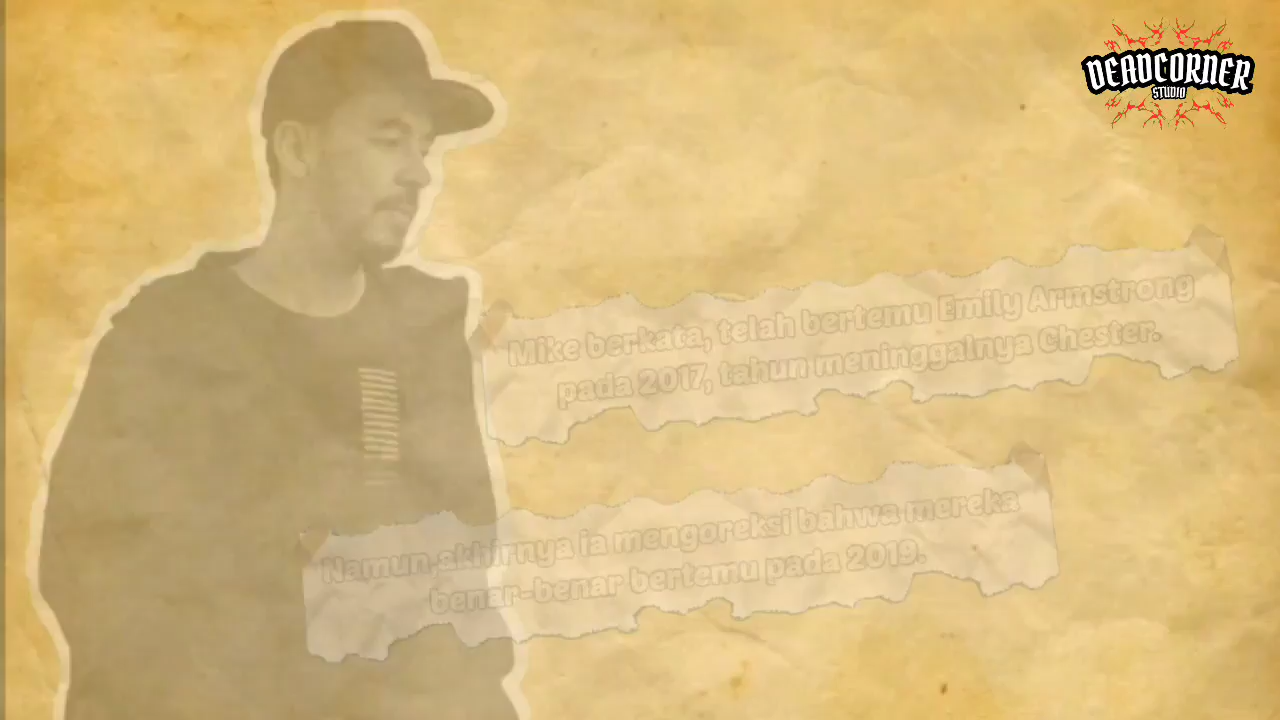 DEADCORNER
STUDIO
Mike berkata, telah bertemu Emily Armstrong
pada 2017, tahun meninggalnya Chester.
Namun akhirnya ia mengoreksi bahwa mereka
benar-benar bertemu pada 2019.